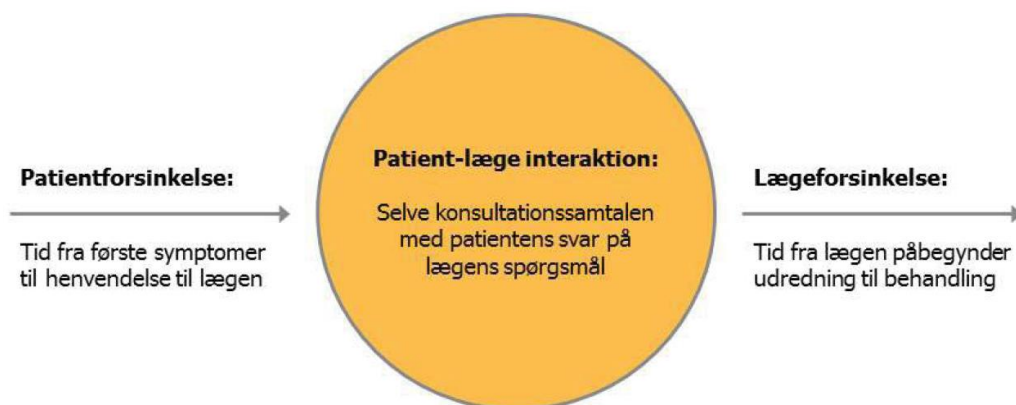 Patientforsinkelse:
Tid fra første symptomer
til henvendelse til lægen
Patient-læge interaktion:
Selve konsultationssamtalen
med patientens svar på
lægens spørgsmål
Lægeforsinkelse:
Tid fra lægen påbegynder
udredning til behandling